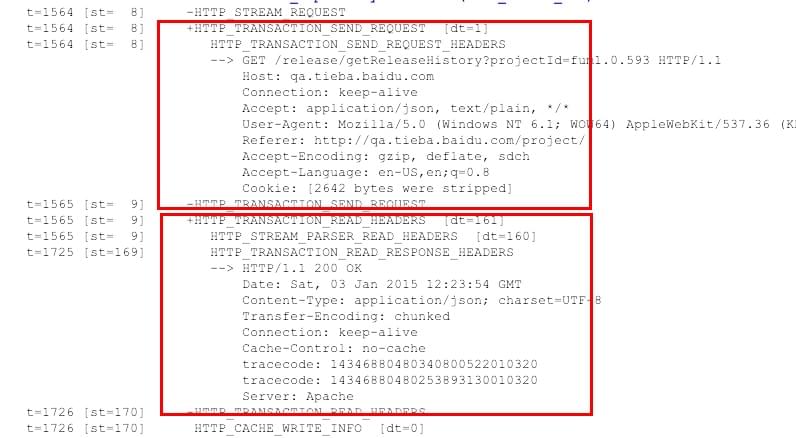 t=1564 [st=  8]     -HTTP_STREAM_REQUEST
t=1564 [st=  8]     +HTTP_TRANSACTION_SEND_REQUEST  [dt=1]
t=1564 [st=  8]        HTTP_TRANSACTION_SEND_REQUEST_HEADERS
--> GET /release/getReleaseHistory?projectId=fun1.0.593 HTTP/1.1
Host: qa.tieba.baidu.com
Connection: keep-alive
Accept: application/json, text/plain, */*
User-Agent: Mozilla/5.0 (Windows NT 6.1; WOW64) AppleWebKit/537.36
Referer: http://qa.tieba.baidu.com/project/
Accept-Encoding: gzip, deflate, sdch
Accept-Language: en-US,en;q=0.8
Cookie: [2642 bytes were stripped]
t=1565 [st=  9]     -HTTP_TRANSACTION_SEND_REQUEST
t=1565 [st=  9]     +HTTP_TRANSACTION_READ_HEADERS  [dt=161]
t=1565 [st=  9]        HTTP_STREAM_PARSER_READ_HEADERS  [dt=160]
t=1725 [st=169]        HTTP_TRANSACTION_READ_RESPONSE_HEADERS
--> HTTP/1.1 200 OK
Date: Sat, 03 Jan 2015 12:23:54 GMT
Content-Type: application/json; charset=UTF-8
Transfer-Encoding: chunked
Connection: keep-alive
Cache-Control: no-cache
tracecode: 14346880480340800522010320
tracecode: 14346880480253893130010320
Server: Apache
t=1726 [st=170]     -HTTP_TRANSACTION_READ_HEADERS
t=1726 [st=170]      HTTP_CACHE_WRITE_INFO  [dt=0]